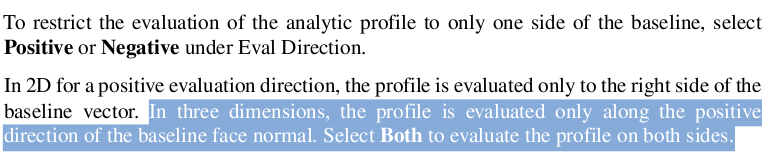 To restrict the evaluation of the analytic profile to only one side of the baseline, select
Positive or Negative under Eval Direction.
In 2D for a positive evaluation direction, the profile is evaluated only to the right side of the
baseline vector. In three dimensions, the profile is evaluated only along the positive
direction of the baseline face normal. Select Both to evaluate the profile on both sides.